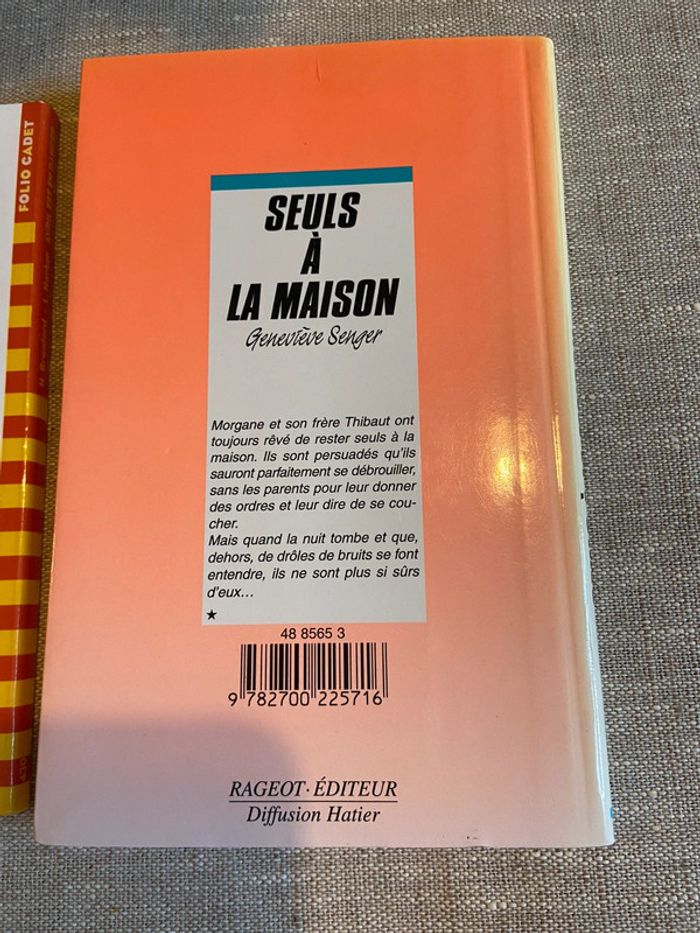 FOLIO CADET
SEULS
À
LA MAISON
Geneviève Senger
Morgane et son frère Thibaut ont
toujours rêvé de rester seuls à la
maison. Ils sont persuadés qu'ils
sauront parfaitement se débrouiller,
sans les parents pour leur donner
des ordres et leur dire de se cou-
cher.
Mais quand la nuit tombe et que,
dehors, de drôles de bruits se font
entendre, ils ne sont plus si sûrs
d'eux…
★
48 8565 3
9 782700 225716
RAGEOT · ÉDITEUR
Diffusion Hatier